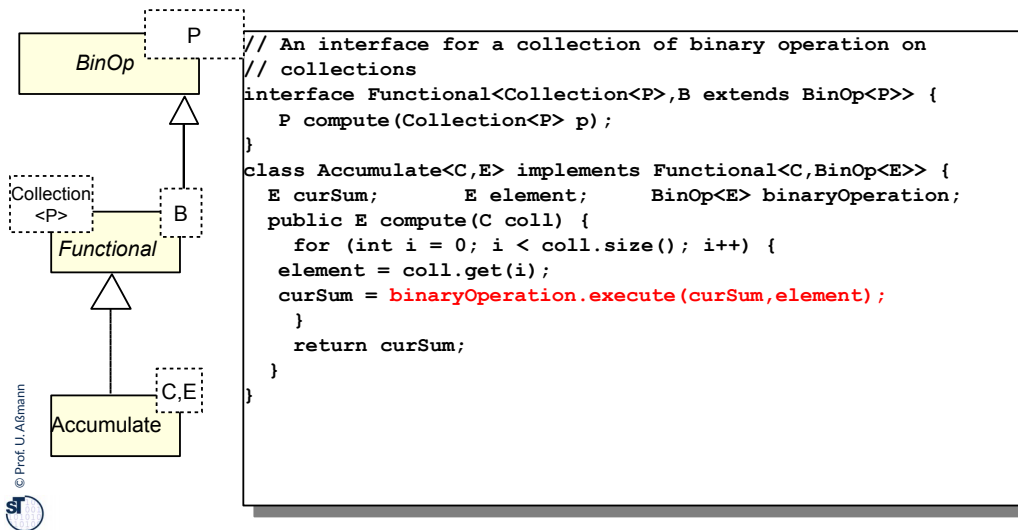 BinOp
P
Collection
<P>
B
Functional
C,E
Accumulate
// An interface for a collection of binary operation on
// collections
interface Functional<Collection<P>,B extends BinOp<P>> {
P compute(Collection<P> p);
}
class Accumulate<C,E> implements Functional<C,BinOp<E>> {
E curSum; E element; BinOp<E> binaryOperation;
public E compute(C coll) {
for (int i = 0; i < coll.size(); i++) {
element = coll.get(i);
curSum = binaryOperation.execute(curSum,element);
}
return curSum;
}
}
© Prof. U. Aßmann
ST